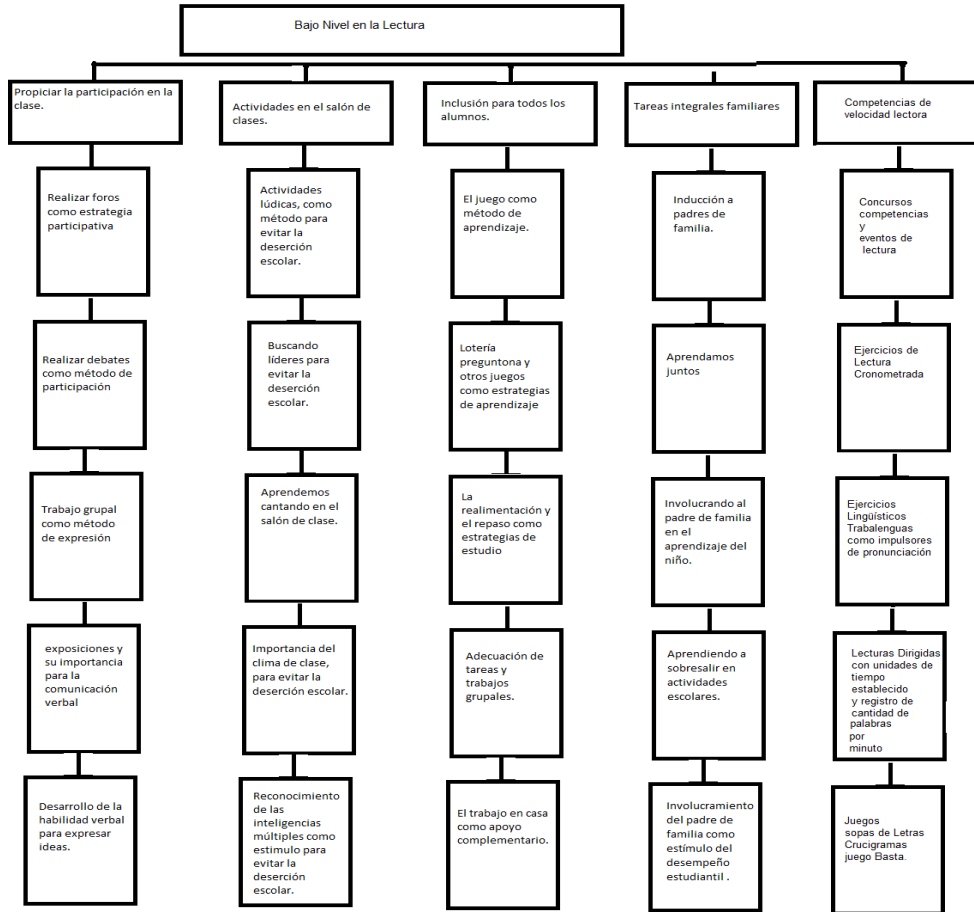 Bajo Nivel en la Lectura
Propiciar la participación en la
clase.
Realizar foros
como estrategia
participativa
Realizar debates
como método de
participación
Trabajo grupal
como método
de expresión
exposiciones y
su importancia
para la
comunicación
verbal
Desarrollo de la
habilidad verbal
para expresar
ideas.
Actividades en el salón de
clases.
Actividades
lúdicas, como
método para
evitar la
deserción
escolar.
Buscando
líderes para
evitar la
deserción
escolar.
Aprendemos
cantando en el
salón de clase.
Importancia del
clima de clase,
para evitar la
deserción escolar.
Reconocimiento
de las
inteligencias
múltiples como
estimulo para
evitar la
deserción
escolar.
Inclusión para todos los
alumnos.
El juego como
método de
aprendizaje.
Lotería
preguntona y
otros juegos
como estrategias
de aprendizaje
La
realimentación y
el repaso como
estrategias de
estudio
Adecuación de
tareas y
trabajos
grupales.
El trabajo en casa
como apoyo
complementario.
Tareas integrales familiares
Inducción a
padres de
familia.
Aprendamos
juntos
Involucrando al
padre de familia
en el
aprendizaje del
niño.
Aprendiendo a
sobresalir en
actividades
escolares.
Involucramiento
del padre de
familia como
estímulo del
desempeño
estudiantil .
Competencias de
velocidad lectora
Concursos
competencias
y
eventos de
lectura
Ejercicios de
Lectura
Cronometrada
Ejercicios
Lingüísticos
Trabalenguas
como impulsores
de pronunciación
Lecturas Dirigidas
con unidades de
tiempo
establecido
y registro de
cantidad de
palabras
por
minuto
Juegos
sopas de Letras
Crucigramas
juego Basta.